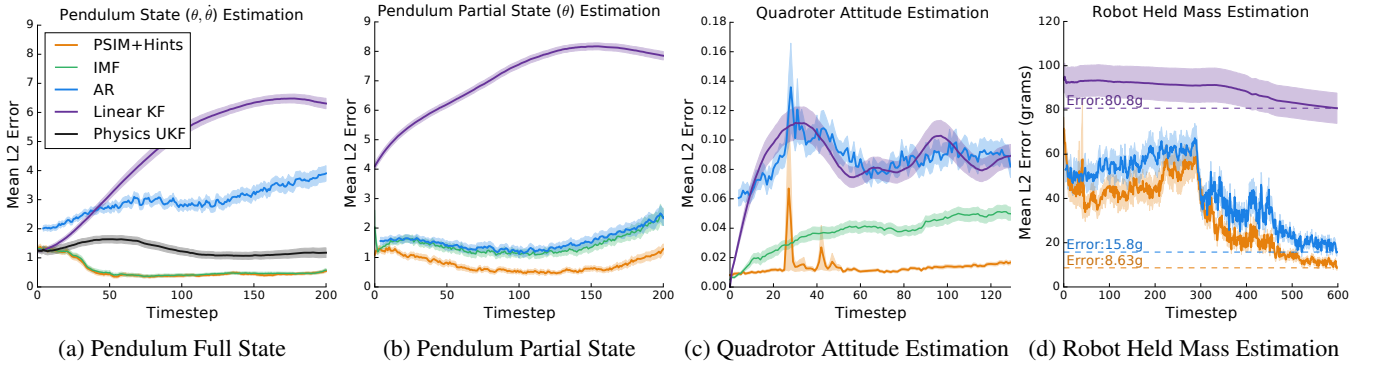 Pendulum State (θ, θ̇) Estimation
Mean L2 Error
9
8
7
6
5
4
3
2
1
0
PSIM+Hints
IMF
AR
Linear KF
Physics UKF
0 50 100 150 200
Timestep
(a) Pendulum Full State
Pendulum Partial State (θ) Estimation
Mean L2 Error
9
8
7
6
5
4
3
2
1
0
0 50 100 150 200
Timestep
(b) Pendulum Partial State
Quadroter Attitude Estimation
Mean L2 Error
0.18
0.16
0.14
0.12
0.10
0.08
0.06
0.04
0.02
0.00
0 20 40 60 80 100 120
Timestep
(c) Quadrotor Attitude Estimation
Robot Held Mass Estimation
Mean L2 Error (grams)
120
100
80
60
40
20
0
Error:80.8g
Error:15.8g
Error:8.63g
0 100 200 300 400 500 600
Timestep
(d) Robot Held Mass Estimation